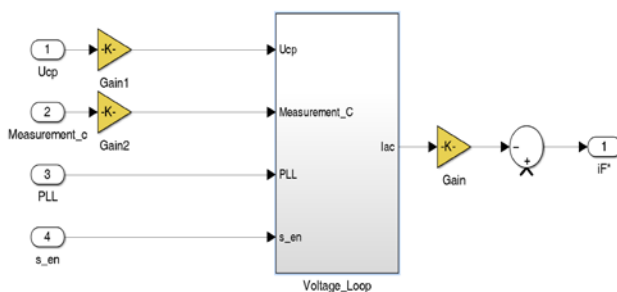 1
-K-
Ucp
Ucp
Gain1
2
-K-
Measurement_C
Measurement_c
Gain2
Iac
-K-
1
3
PLL
Gain
iF*
PLL
4
s_en
s_en
Voltage_Loop